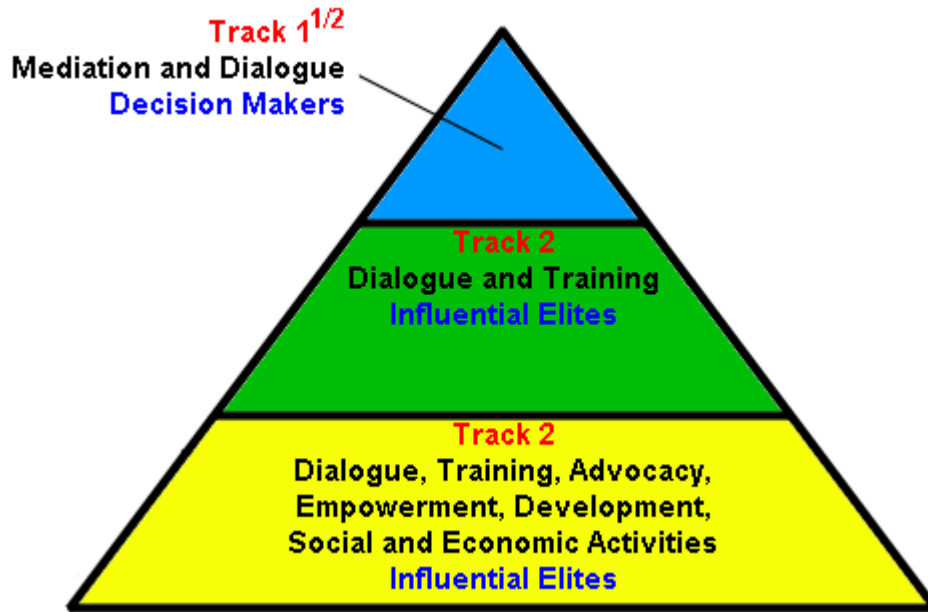 Track 1^1/2
Mediation and Dialogue
Decision Makers
Track 2
Dialogue and Training
Influential Elites
Track 2
Dialogue, Training, Advocacy,
Empowerment, Development,
Social and Economic Activities
Influential Elites